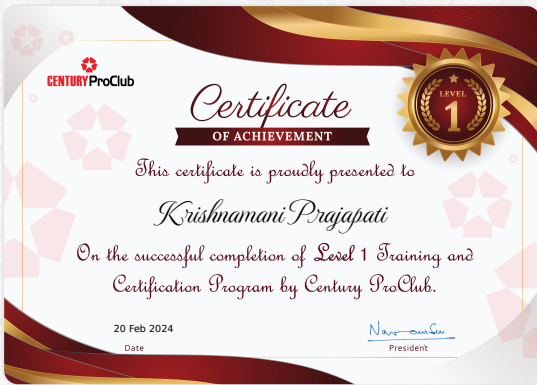 CENTURY ProClub
Certificate
OF ACHIEVEMENT
LEVEL
1
This certificate is proudly presented to
Krishnamani Prajapati
On the successful completion of Level 1 Training and
Certification Program by Century ProClub.
20 Feb 2024
Date
President